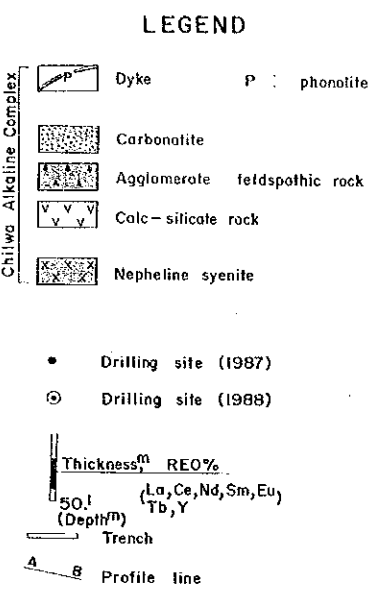 LEGEND
Chilwa Alkaline Complex
P Dyke P : phonolite
Carbonatite
Agglomerate feldspathic rock
V V V V V Calc-silicate rock
X X X X X Nepheline syenite
Drilling site (1987)
Drilling site (1988)
Thickness,m REO%
(La,Ce,Nd,Sm,Eu)
Tb,Y
50.1
(Depth m)
Trench
A B Profile line